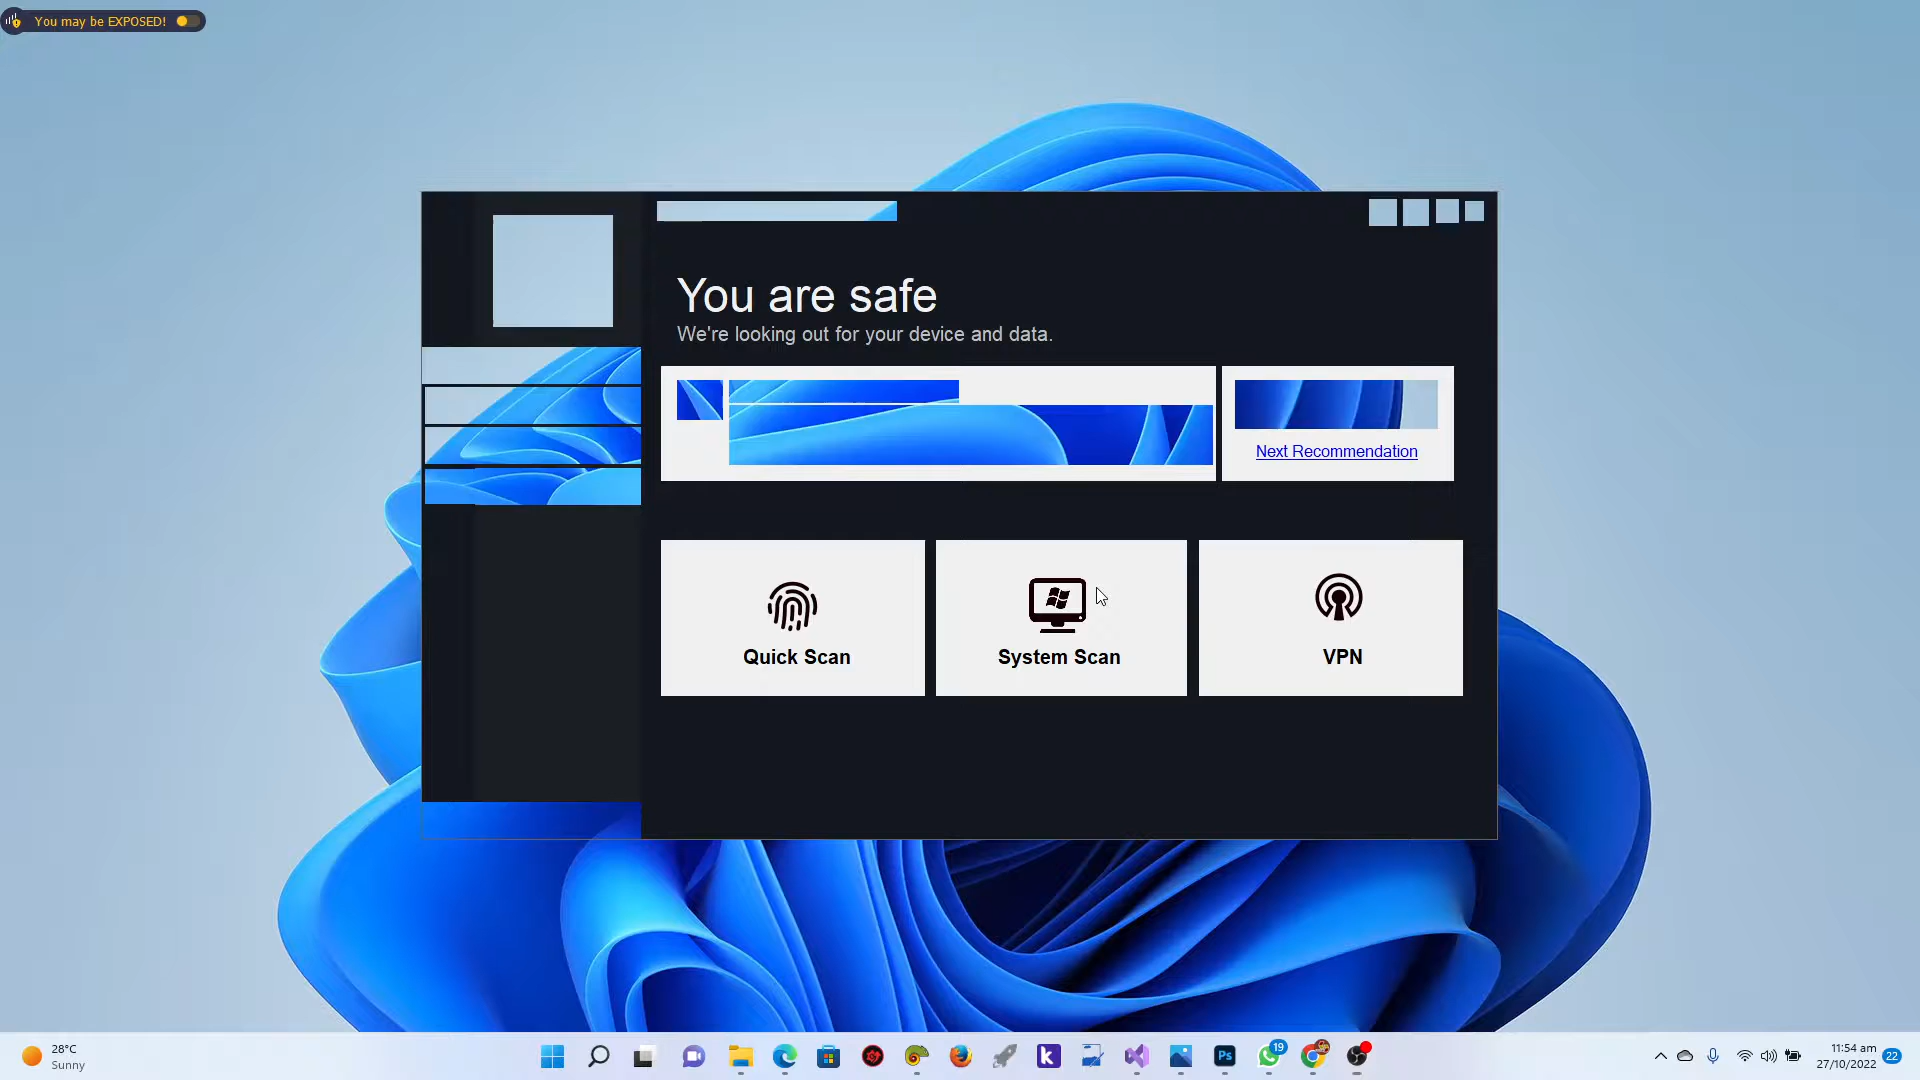 You may be EXPOSED!
You are safe
We're looking out for your device and data.
Next Recommendation
Quick Scan
System Scan
VPN
28°C
Sunny
k
Ps
19
11:54 am
27/10/2022
22